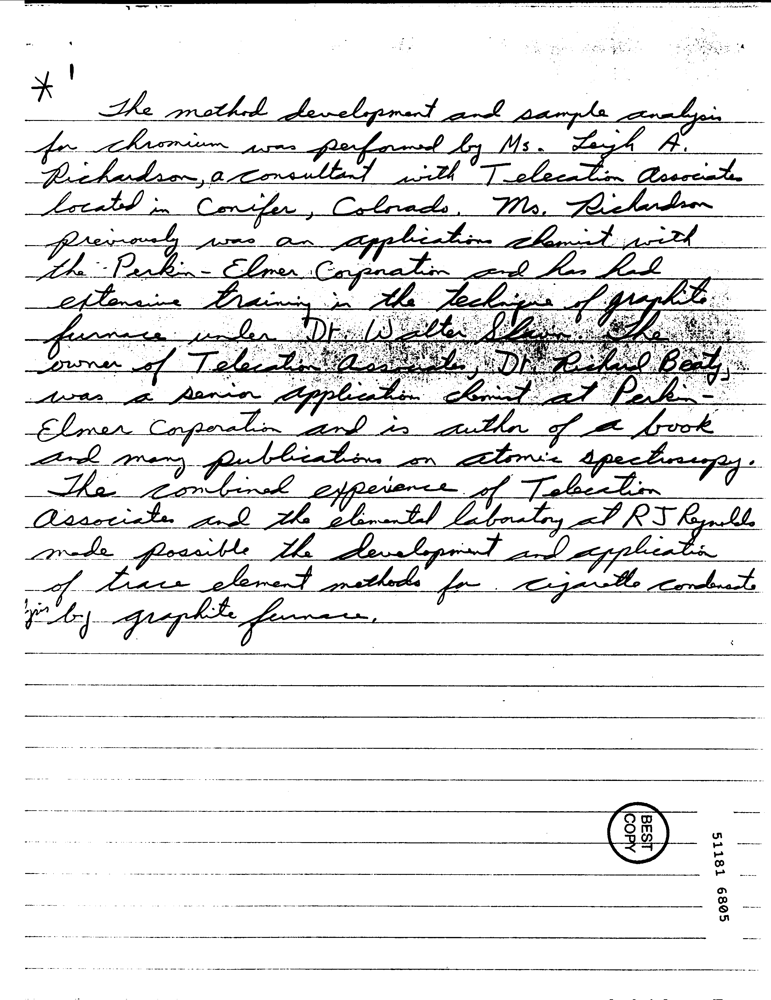 * 1
The method development and sample analysis
for chromium was performed by Ms. Leigh A.
Richardson, a consultant with Telecation Associates
located in Conifer, Colorado. Ms. Richardson
previously was an applications chemist with
the Perkin-Elmer Corporation and has had
extensive training in the technique of graphite
furnace under Dr. Walter Slavin. The
owner of Telecation Associates, Dr. Richard Beaty,
was a senior application chemist at Perkin-
Elmer Corporation and is author of a book
and many publications on atomic spectroscopy.
The combined experience of Telecation
Associates and the elemental laboratory at RJ Reynolds
made possible the development and application
of trace element methods for cigarette condensate
by graphite furnace.
BEST
COPY
51181 6805